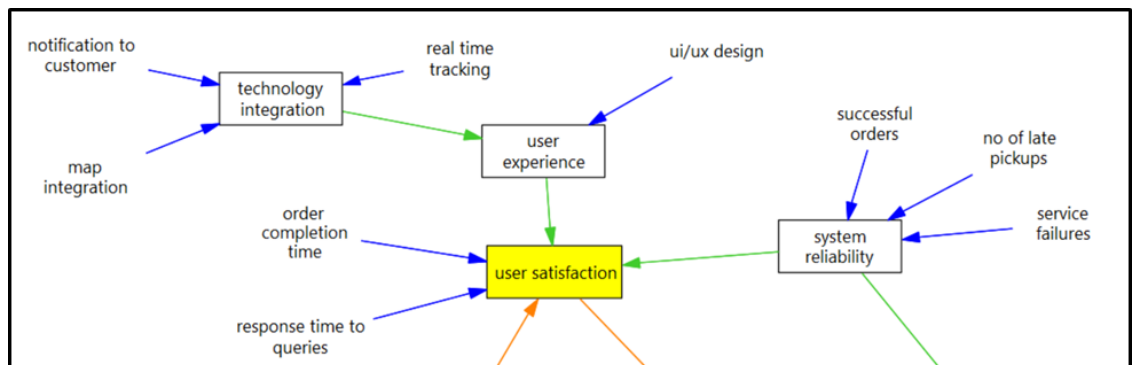 notification to
customer
real time
tracking
ui/ux design
technology
integration
successful
orders
user
experience
no of late
pickups
map
integration
order
completion
time
service
failures
system
reliability
user satisfaction
response time to
queries